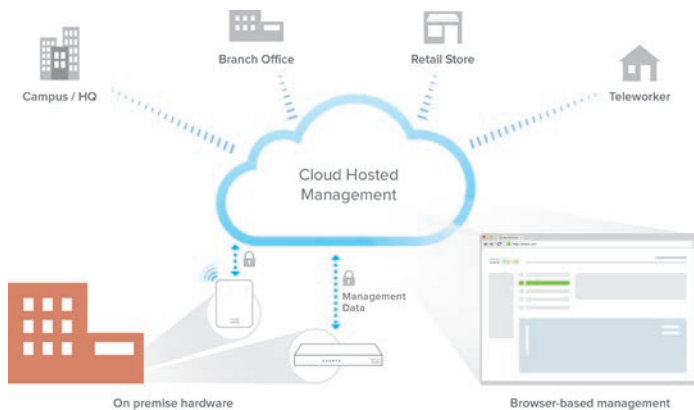 Branch Office
Retail Store
Campus / HQ
Teleworker
Cloud Hosted
Management
Management
Data
On premise hardware
Browser-based management